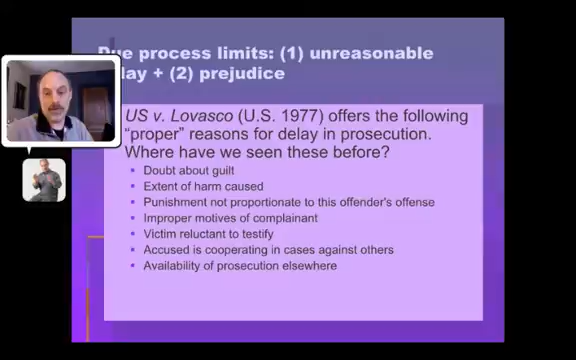 Due process limits: (1) unreasonable
lay + (2) prejudice
US v. Lovasco (U.S. 1977) offers the following
“proper” reasons for delay in prosecution.
Where have we seen these before?
Doubt about guilt
Extent of harm caused
Punishment not proportionate to this offender's offense
Improper motives of complainant
Victim reluctant to testify
Accused is cooperating in cases against others
Availability of prosecution elsewhere